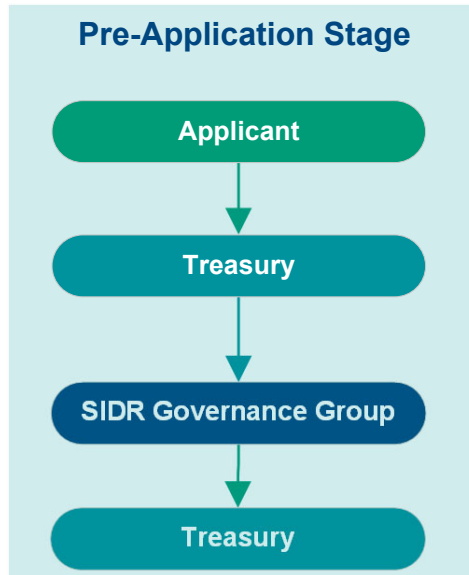 Pre-Application Stage
Applicant
Treasury
SIDR Governance Group
Treasury